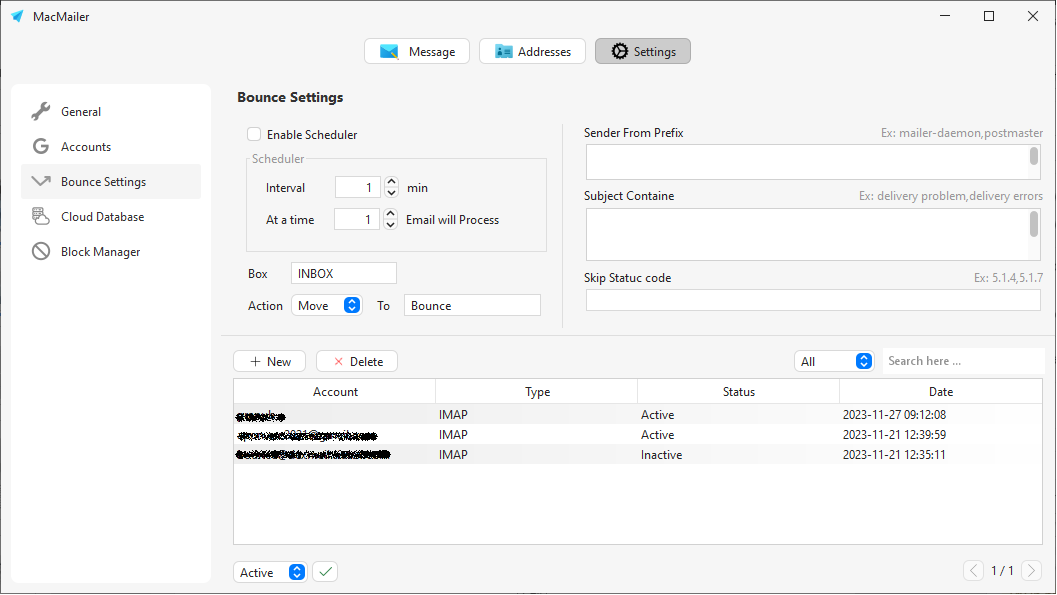 MacMailer
Message Addresses Settings
General
Accounts
Bounce Settings
Cloud Database
Block Manager
Bounce Settings
Enable Scheduler
Scheduler
Interval 1 min
At a time 1 Email will Process
Box INBOX
Action Move To Bounce
Sender From Prefix Ex: mailer-daemon,postmaster
Subject Containe Ex: delivery problem,delivery errors
Skip Statuc code Ex: 5.1.4,5.1.7
New Delete All Search here ...
Account Type Status Date
IMAP Active 2023-11-27 09:12:08
IMAP Active 2023-11-21 12:39:59
IMAP Inactive 2023-11-21 12:35:11
Active 1 / 1